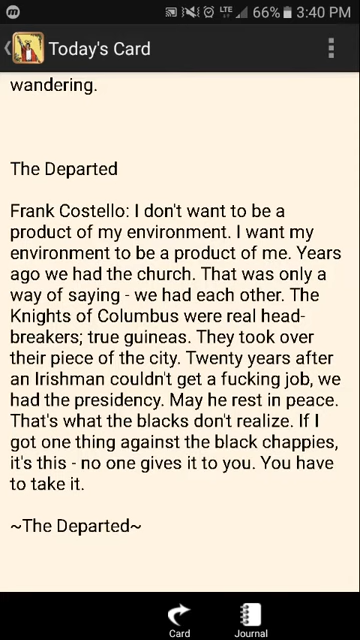 66% 3:40 PM
LTE
Today's Card
wandering.
The Departed
Frank Costello: I don't want to be a
product of my environment. I want my
environment to be a product of me. Years
ago we had the church. That was only a
way of saying - we had each other. The
Knights of Columbus were real head-
breakers; true guineas. They took over
their piece of the city. Twenty years after
an Irishman couldn't get a fucking job, we
had the presidency. May he rest in peace.
That's what the blacks don't realize. If I
got one thing against the black chappies,
it's this - no one gives it to you. You have
to take it.
~The Departed~
Card Journal